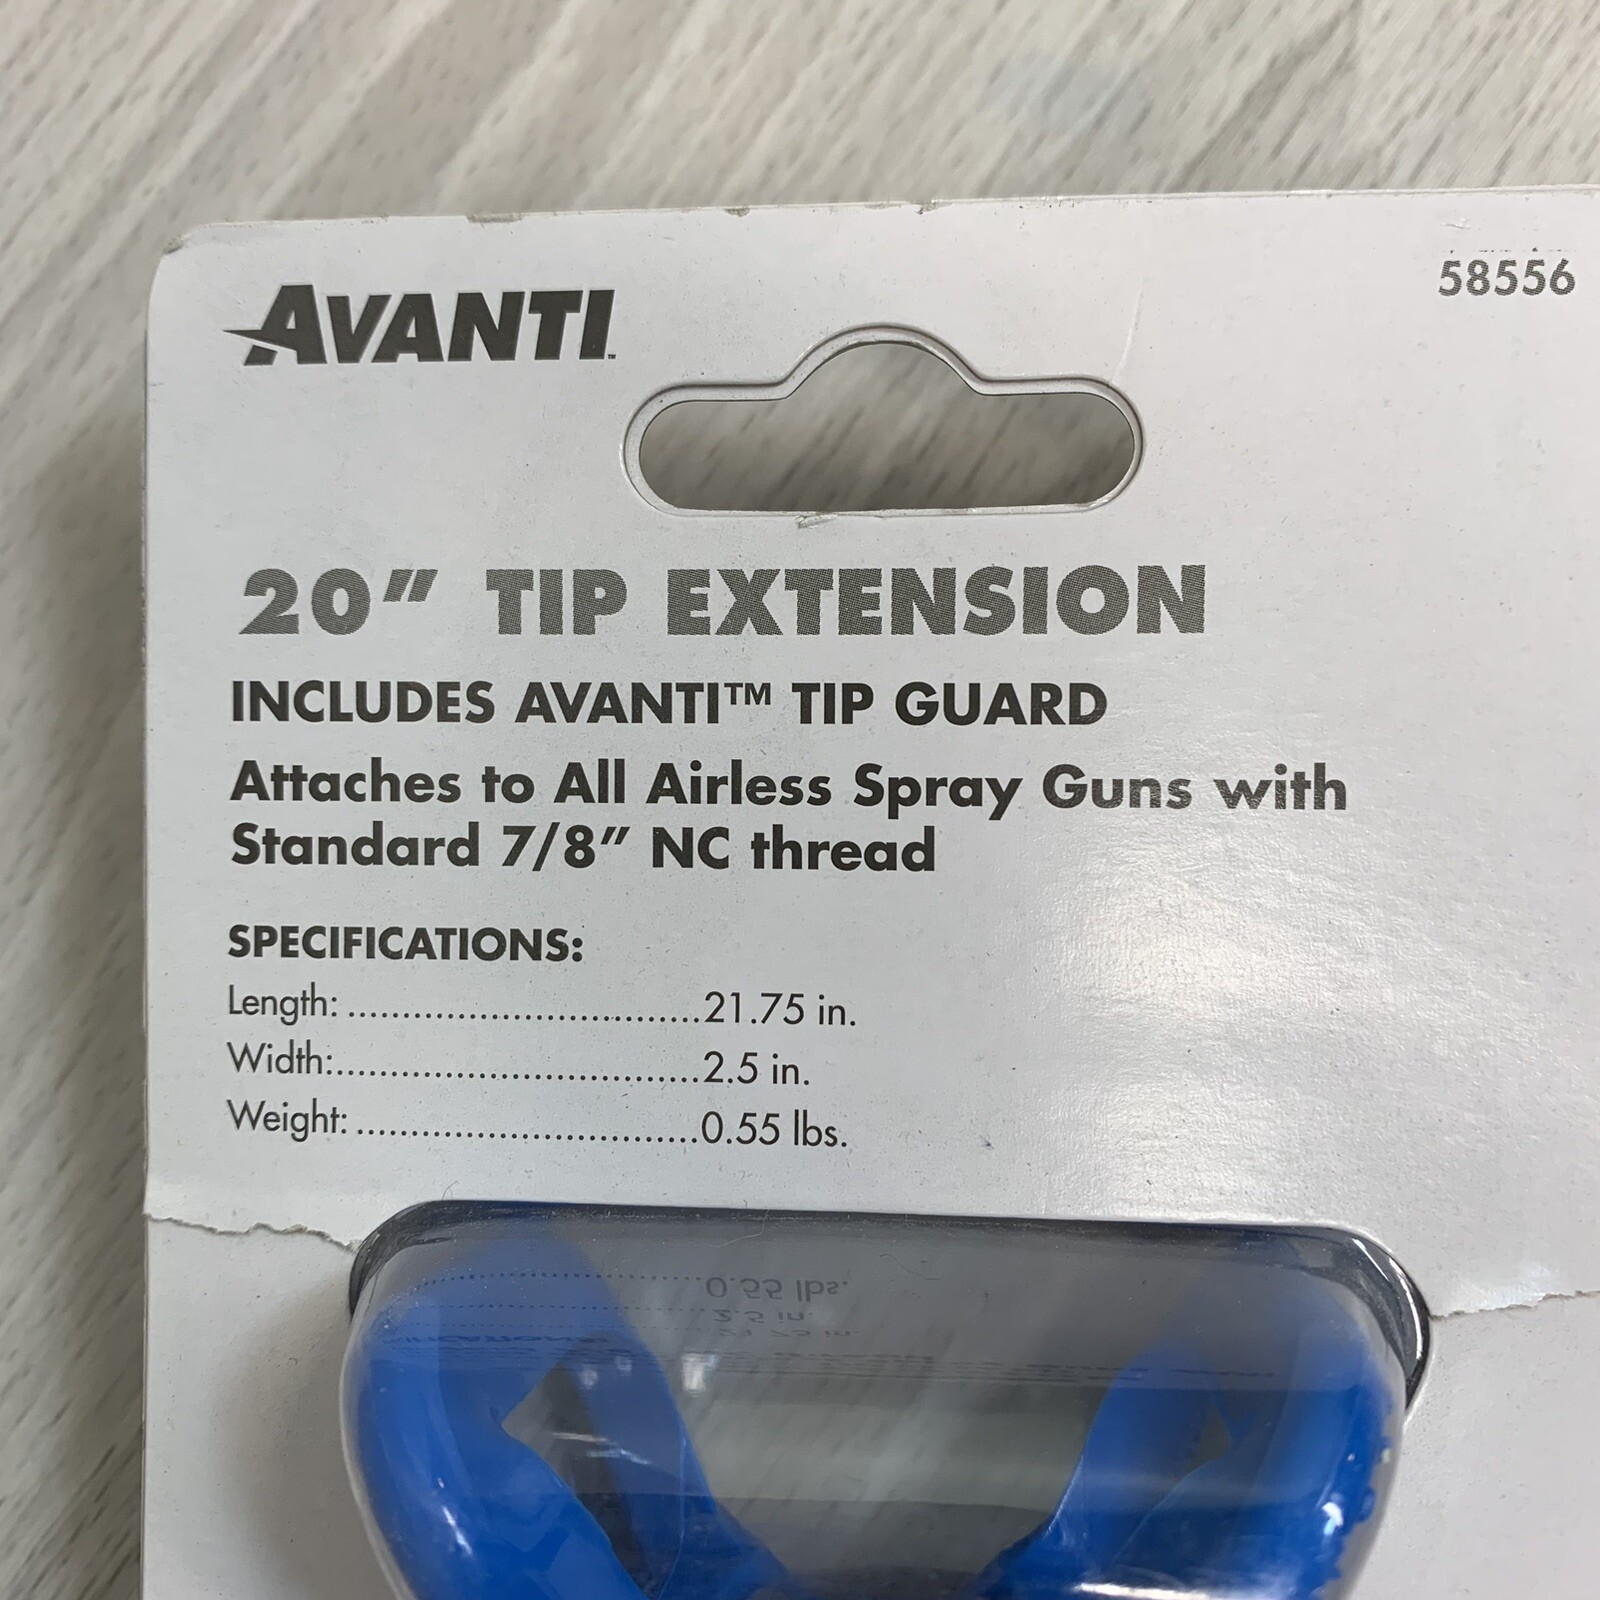 AVANTI™
58556
20" TIP EXTENSION
INCLUDES AVANTI™ TIP GUARD
Attaches to All Airless Spray Guns with
Standard 7/8" NC thread
SPECIFICATIONS:
Length: ................................21.75 in.
Width:.................................2.5 in.
Weight: ...............................0.55 lbs.